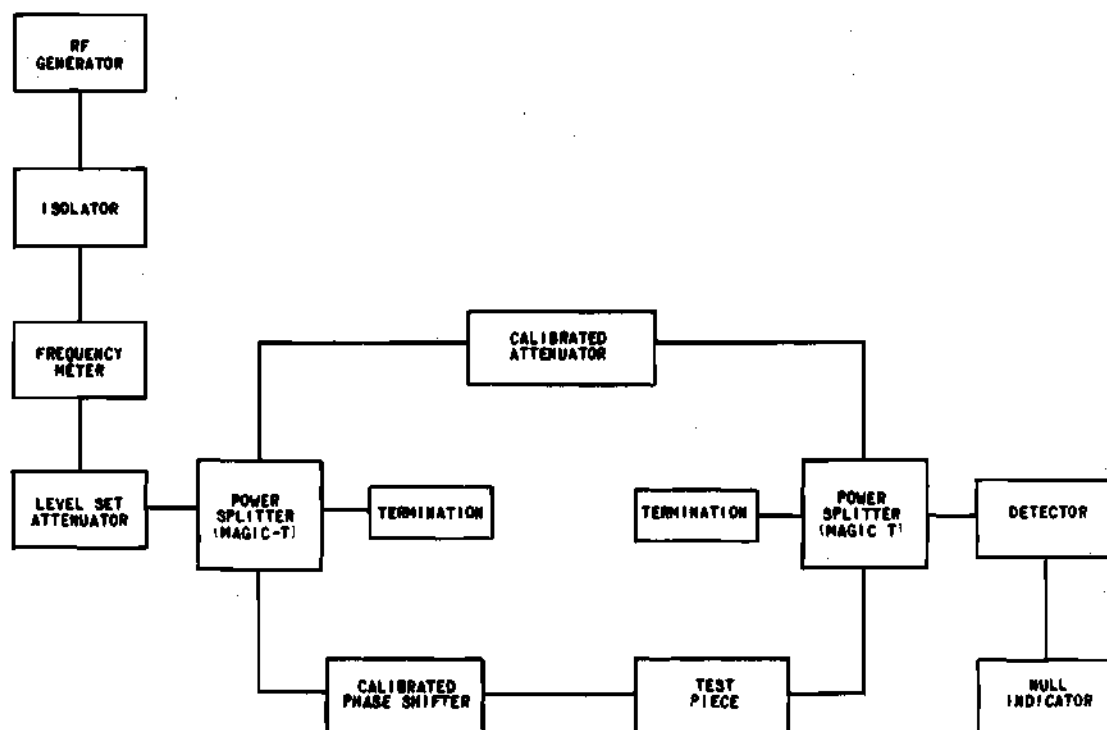 RF
GENERATOR
ISOLATOR
FREQUENCY
METER
LEVEL SET
ATTENUATOR
POWER
SPLITTER
(MAGIC-T)
TERMINATION
CALIBRATED
ATTENUATOR
CALIBRATED
PHASE SHIFTER
TEST
PIECE
TERMINATION
POWER
SPLITTER
(MAGIC T)
DETECTOR
NULL
INDICATOR